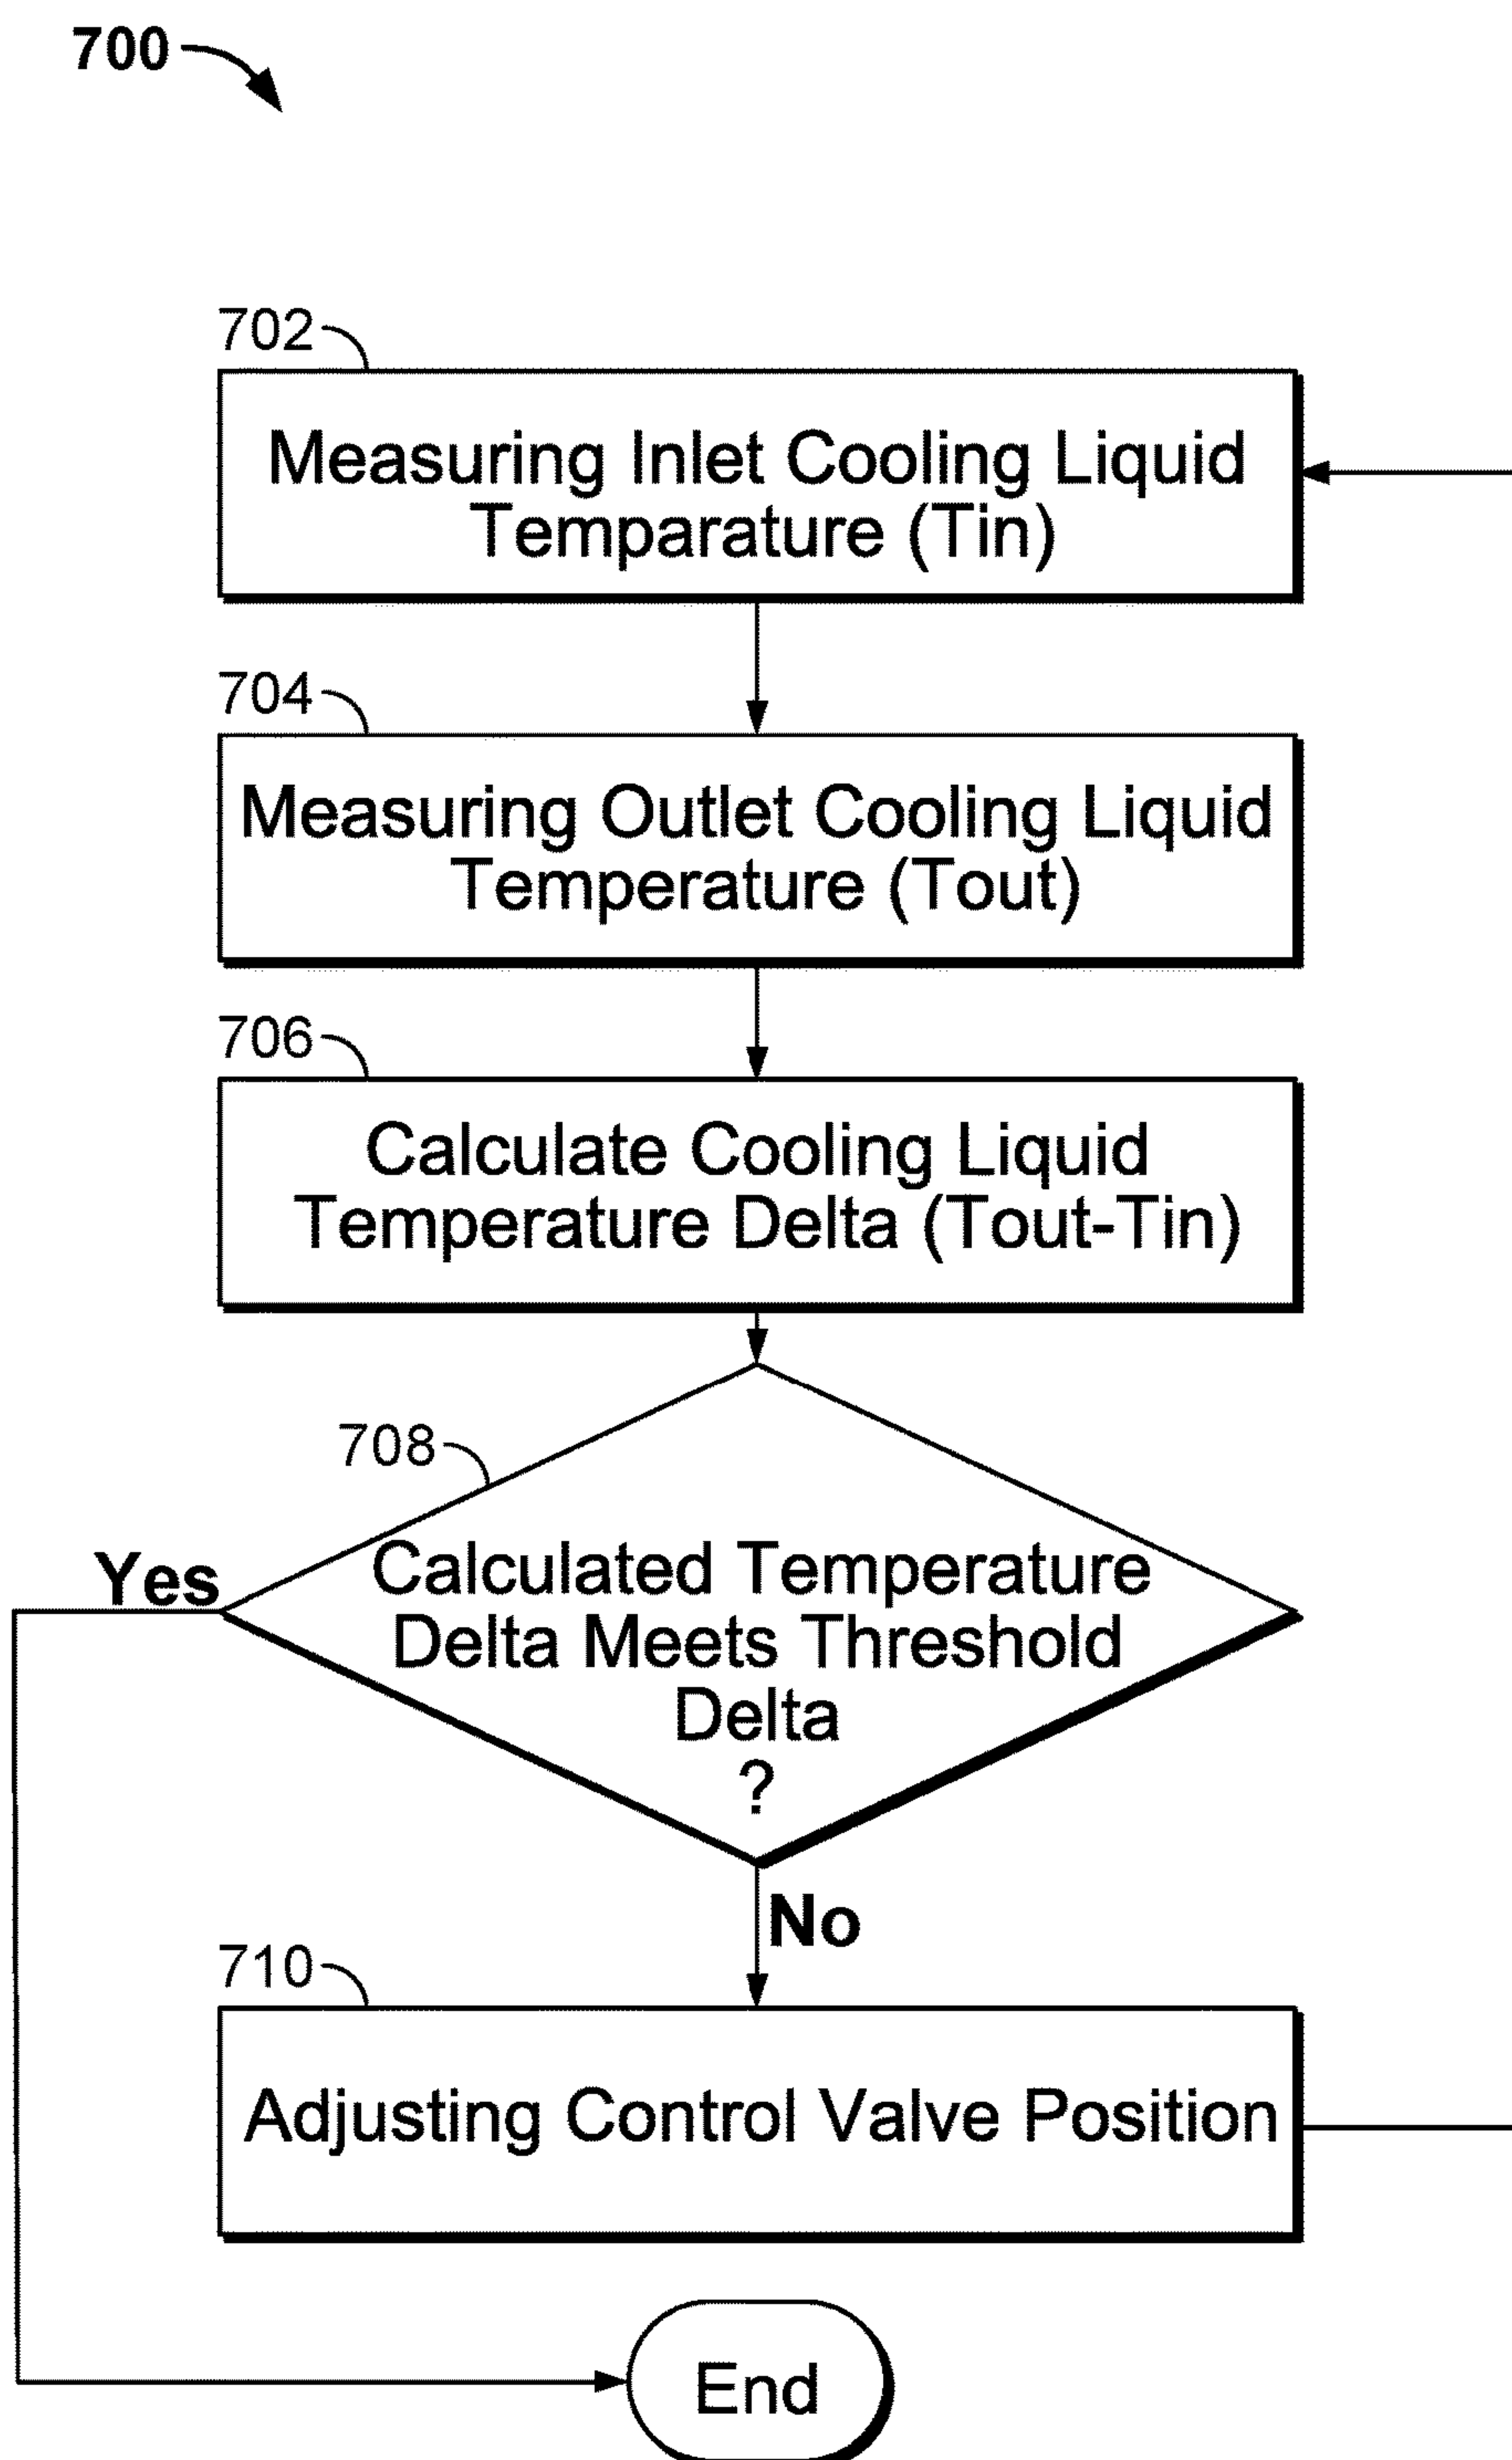 700
702
Measuring Inlet Cooling Liquid
Temparature (Tin)
704
Measuring Outlet Cooling Liquid
Temperature (Tout)
706
Calculate Cooling Liquid
Temperature Delta (Tout-Tin)
708
Yes
Calculated Temperature
Delta Meets Threshold
Delta
?
No
710
Adjusting Control Valve Position
End